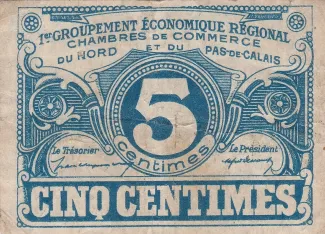 1er GROUPEMENT ÉCONOMIQUE RÉGIONAL
CHAMBRES DE COMMERCE
DU NORD ET DU PAS-DE-CALAIS
5
centimes
Le Trésorier Le Président
CINQ CENTIMES